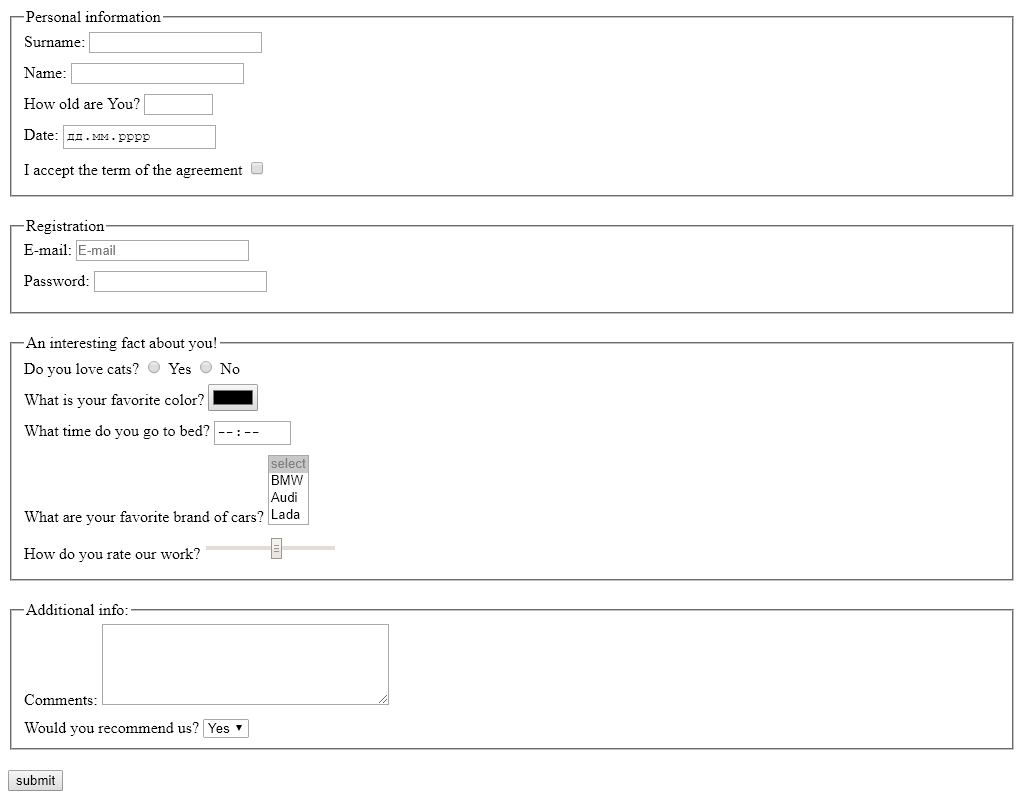 Personal information
Surname:
Name:
How old are You?
Date: дд.мм.рррр
I accept the term of the agreement
Registration
E-mail: E-mail
Password:
An interesting fact about you!
Do you love cats? Yes No
What is your favorite color?
What time do you go to bed? --:--
select
BMW
Audi
What are your favorite brand of cars? Lada
How do you rate our work?
Additional info:
Comments:
Would you recommend us? Yes
submit